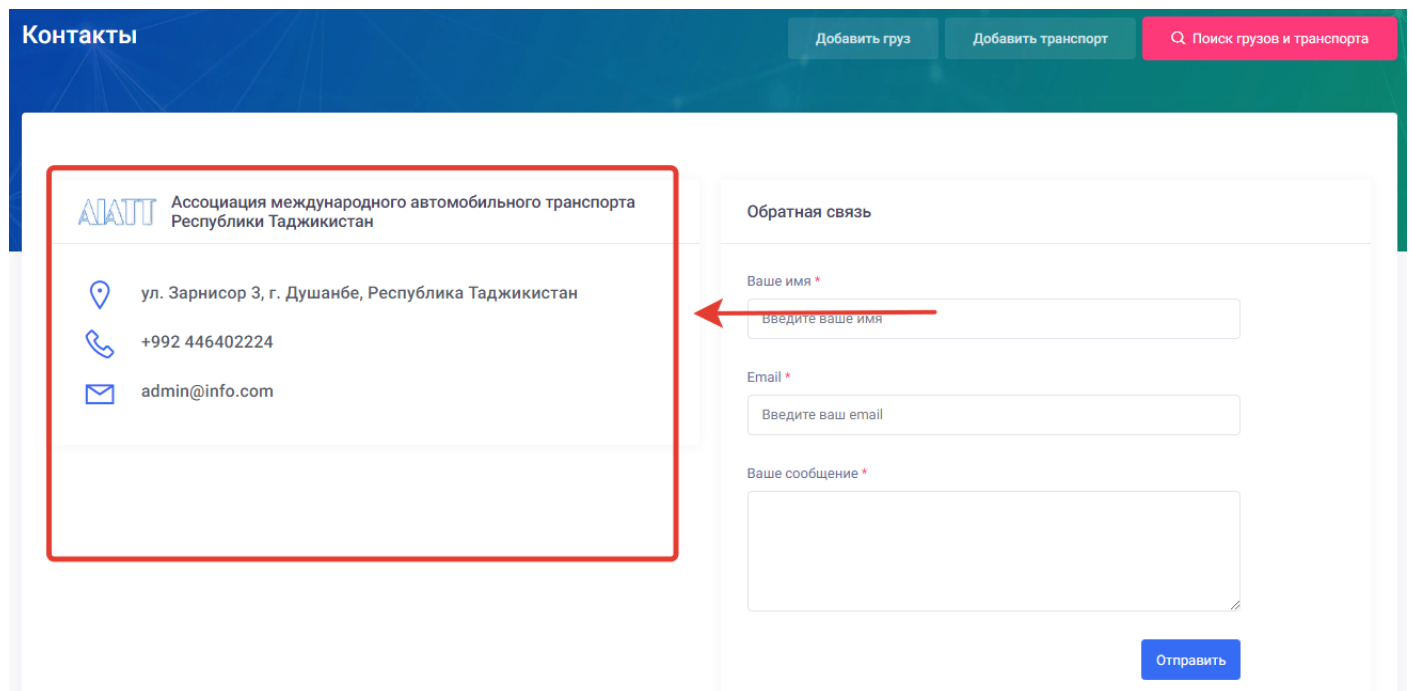 Контакты
Добавить груз
Добавить транспорт
Поиск грузов и транспорта
AIATT
Ассоциация международного автомобильного транспорта
Республики Таджикистан
ул. Зарнисор 3, г. Душанбе, Республика Таджикистан
+992 446402224
admin@info.com
Обратная связь
Ваше имя *
Введите ваше имя
Email *
Введите ваш email
Ваше сообщение *
Отправить